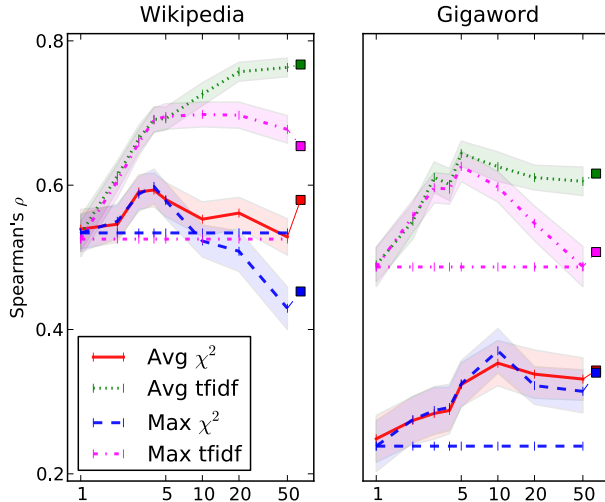 Wikipedia
Gigaword
Spearman's ρ
0.8
0.6
0.4
0.2
Avg χ²
Avg tfidf
Max χ²
Max tfidf
1 5 10 20 50
1 5 10 20 50